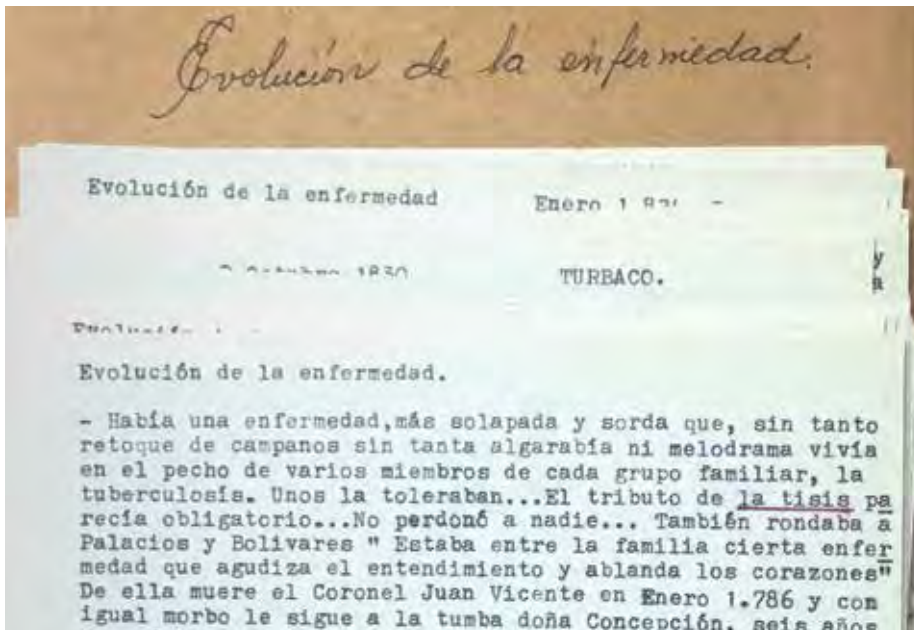 Evolución de la enfermedad.
Evolución de la enfermedad Enero
1830 TURBACO.
y
a
Evolución de la enfermedad.
- Había una enfermedad,más solapada y sorda que, sin tanto
retoque de campanos sin tanta algarabía ni melodrama vivía
en el pecho de varios miembros de cada grupo familiar, la
tuberculosis. Unos la toleraban...El tributo de la tisis pa
recía obligatorio...No perdonó a nadie... También rondaba a
Palacios y Bolivares " Estaba entre la familia cierta enfer
medad que agudiza el entendimiento y ablanda los corazones"
De ella muere el Coronel Juan Vicente en Enero 1.786 y con
igual morbo le sigue a la tumba doña Concepción, seis años